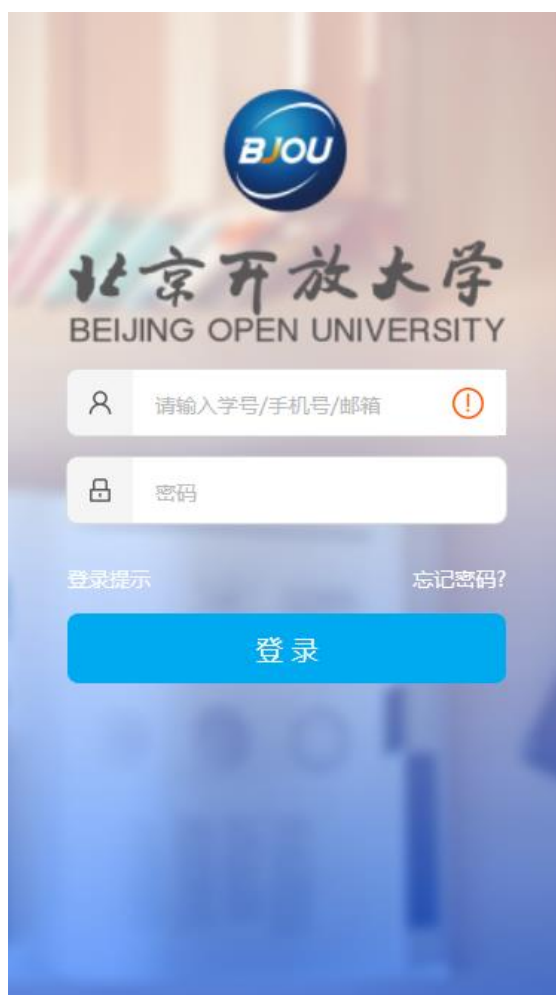 BJOU
北京开放大学
BEIJING OPEN UNIVERSITY
请输入学号/手机号/邮箱
密码
登录提示 忘记密码?
登录